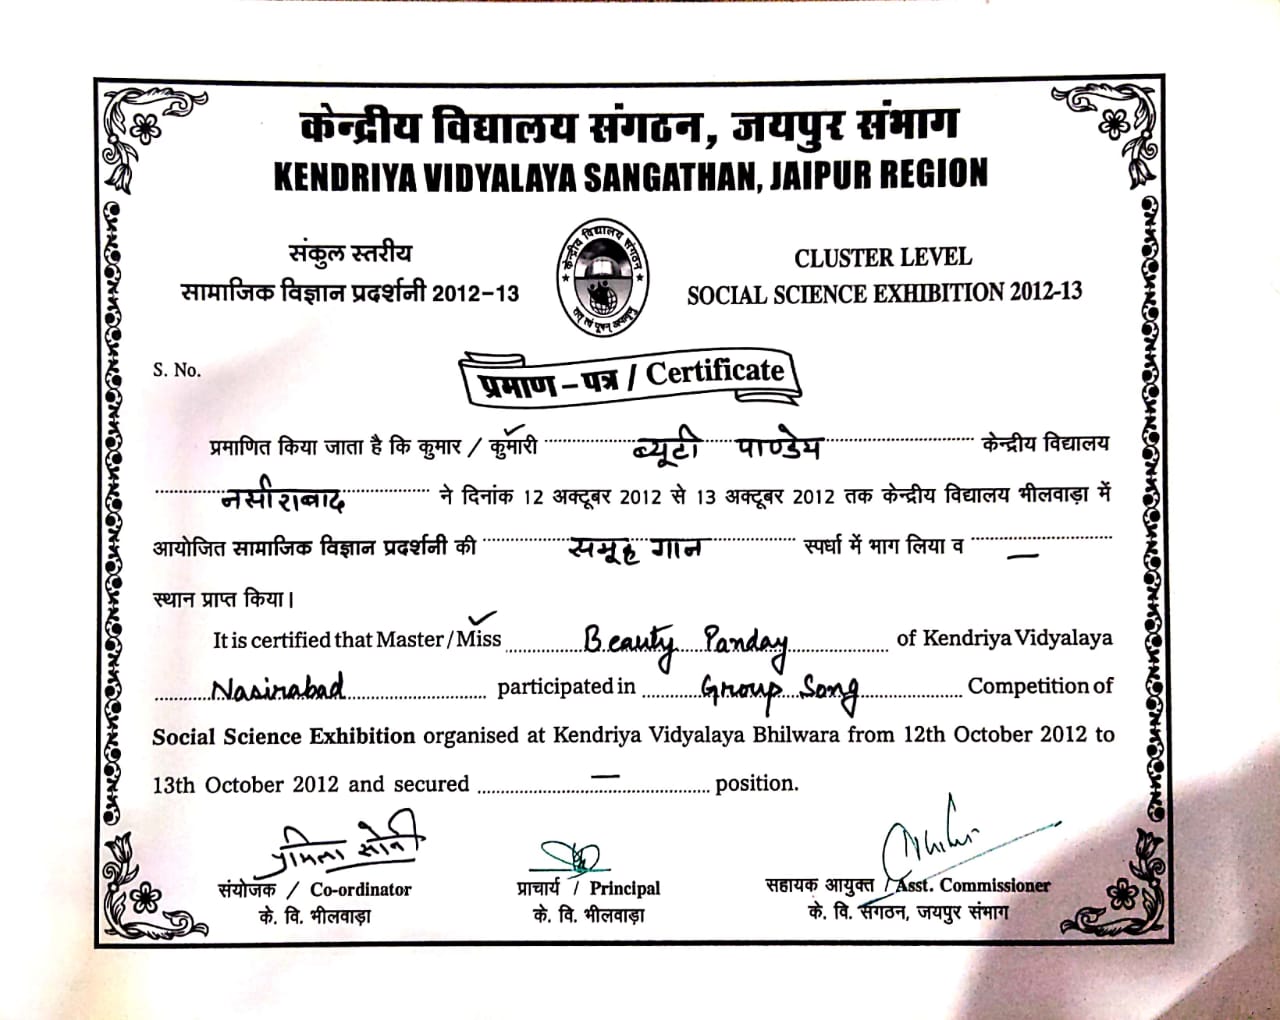 केन्द्रीय विद्यालय संगठन, जयपुर संभाग
KENDRIYA VIDYALAYA SANGATHAN, JAIPUR REGION
संकुल स्तरीय
सामाजिक विज्ञान प्रदर्शनी 2012-13
केन्द्रीय विद्यालय संगठन
CLUSTER LEVEL
SOCIAL SCIENCE EXHIBITION 2012-13
S. No.
प्रमाण - पत्र / Certificate
प्रमाणित किया जाता है कि कुमार / कुमारी ब्यूटी पाण्डेय केन्द्रीय विद्यालय
नसीराबाद ने दिनांक 12 अक्टूबर 2012 से 13 अक्टूबर 2012 तक केन्द्रीय विद्यालय भीलवाड़ा में
आयोजित सामाजिक विज्ञान प्रदर्शनी की समूह गान स्पर्धा में भाग लिया व —
स्थान प्राप्त किया।
It is certified that Master / Miss Beauty Panday of Kendriya Vidyalaya
Nasirabad participated in Group Song Competition of
Social Science Exhibition organised at Kendriya Vidyalaya Bhilwara from 12th October 2012 to
13th October 2012 and secured — position.
संयोजक / Co-ordinator
के. वि. भीलवाड़ा
प्राचार्य / Principal
के. वि. भीलवाड़ा
सहायक आयुक्त / Asst. Commissioner
के. वि. संगठन, जयपुर संभाग